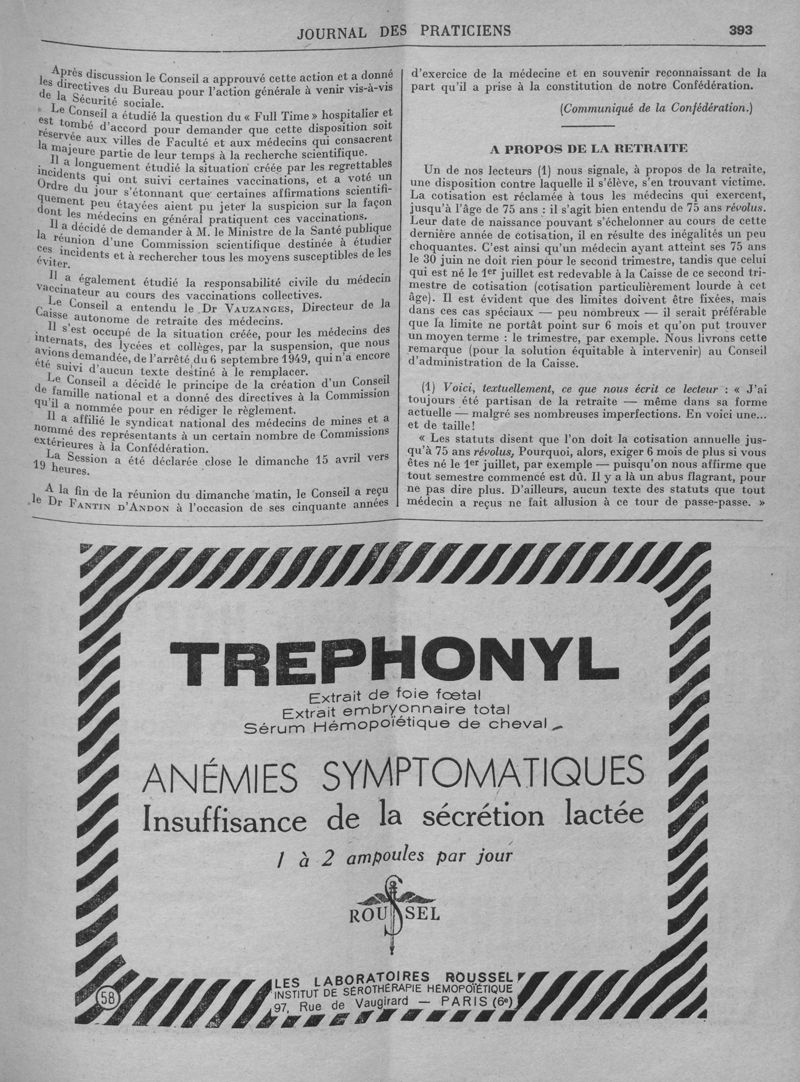 JOURNAL DES PRATICIENS
393
Après discussion le Conseil a approuvé cette action et a donné
les directives du Bureau pour l'action générale à venir vis-à-vis
de la Sécurité sociale.
Le Conseil a étudié la question du « Full Time » hospitalier et
est tombé d'accord pour demander que cette disposition soit
réservée aux villes de Faculté et aux médecins qui consacrent
la majeure partie de leur temps à la recherche scientifique.
Il a longuement étudié la situation créée par les regrettables
incidents qui ont suivi certaines vaccinations, et a voté un
Ordre du jour s'étonnant que certaines affirmations scientifi-
quement peu étayées aient pu jeter la suspicion sur la façon
dont les médecins en général pratiquent ces vaccinations.
Il a décidé de demander à M. le Ministre de la Santé publique
la réunion d'une Commission scientifique destinée à étudier
ces incidents et à rechercher tous les moyens susceptibles de les
éviter.
Il a également étudié la responsabilité civile du médecin
vaccinateur au cours des vaccinations collectives.
Le Conseil a entendu le Dr VAUZANGES, Directeur de la
Caisse autonome de retraite des médecins.
Il s'est occupé de la situation créée, pour les médecins des
internats, des lycées et collèges, par la suspension, que nous
avions demandée, de l'arrêté du 6 septembre 1949, qui n'a encore
été suivi d'aucun texte destiné à le remplacer.
Le Conseil a décidé le principe de la création d'un Conseil
de famille national et a donné des directives à la Commission
qu'il a nommée pour en rédiger le règlement.
Il a affilié le syndicat national des médecins de mines et a
nommé des représentants à un certain nombre de Commissions
extérieures à la Confédération.
La Session a été déclarée close le dimanche 15 avril vers
19 heures.
A la fin de la réunion du dimanche matin, le Conseil a reçu
le Dr FANTIN D'ANDON à l'occasion de ses cinquante années
d'exercice de la médecine et en souvenir reconnaissant de la
part qu'il a prise à la constitution de notre Confédération.
(Communiqué de la Confédération.)
A PROPOS DE LA RETRAITE
Un de nos lecteurs (1) nous signale, à propos de la retraite,
une disposition contre laquelle il s'élève, s'en trouvant victime.
La cotisation est réclamée à tous les médecins qui exercent,
jusqu'à l'âge de 75 ans : il s'agit bien entendu de 75 ans révolus.
Leur date de naissance pouvant s'échelonner au cours de cette
dernière année de cotisation, il en résulte des inégalités un peu
choquantes. C'est ainsi qu'un médecin ayant atteint ses 75 ans
le 30 juin ne doit rien pour le second trimestre, tandis que celui
qui est né le 1er juillet est redevable à la Caisse de ce second tri-
mestre de cotisation (cotisation particulièrement lourde à cet
âge). Il est évident que des limites doivent être fixées, mais
dans ces cas spéciaux — peu nombreux — il serait préférable
que la limite ne portât point sur 6 mois et qu'on put trouver
un moyen terme : le trimestre, par exemple. Nous livrons cette
remarque (pour la solution équitable à intervenir) au Conseil
d'administration de la Caisse.
(1) Voici, textuellement, ce que nous écrit ce lecteur : « J'ai
toujours été partisan de la retraite — même dans sa forme
actuelle — malgré ses nombreuses imperfections. En voici une...
et de taille!
« Les statuts disent que l'on doit la cotisation annuelle jus-
qu'à 75 ans révolus, Pourquoi, alors, exiger 6 mois de plus si vous
êtes né le 1er juillet, par exemple — puisqu'on nous affirme que
tout semestre commencé est dû. Il y a là un abus flagrant, pour
ne pas dire plus. D'ailleurs, aucun texte des statuts que tout
médecin a reçus ne fait allusion à ce tour de passe-passe. »
TREPHONYL
Extrait de foie fœtal
Extrait embryonnaire total
Sérum Hémopoïétique de cheval
ANÉMIES SYMPTOMATIQUES
Insuffisance de la sécrétion lactée
1 à 2 ampoules par jour
ROUSSEL
LES LABORATOIRES ROUSSEL
INSTITUT DE SÉROTHÉRAPIE HÉMOPOÏÉTIQUE
97, Rue de Vaugirard — PARIS (6e)
58